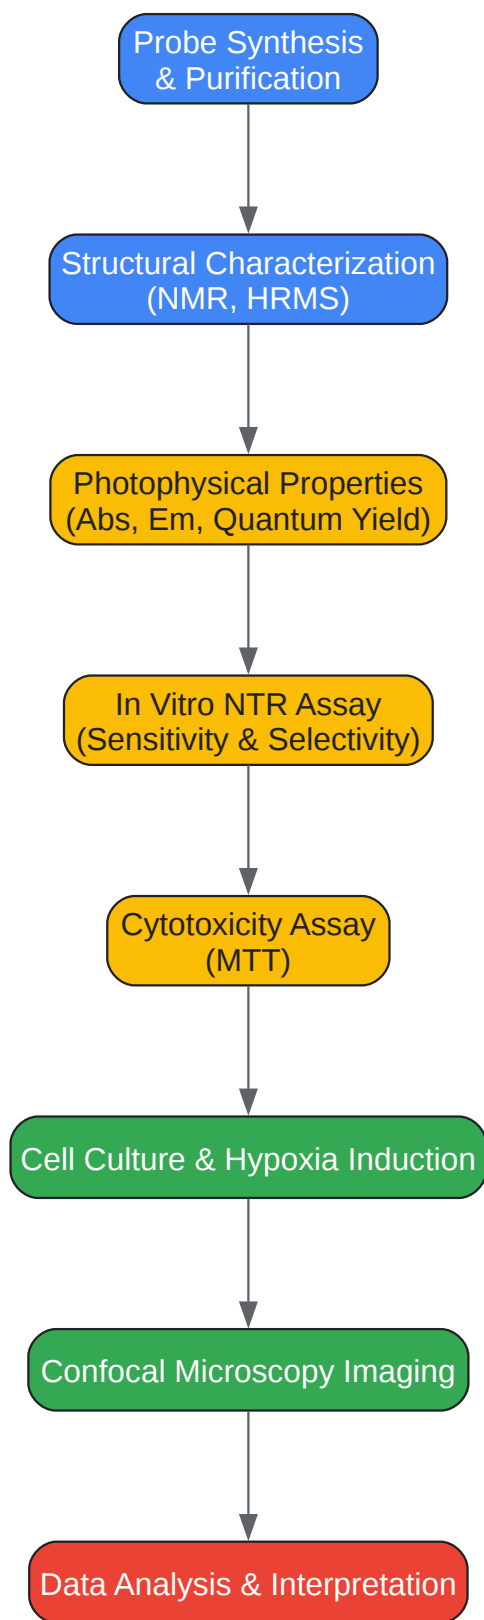 Probe Synthesis
& Purification
Structural Characterization
(NMR, HRMS)
Photophysical Properties
(Abs, Em, Quantum Yield)
In Vitro NTR Assay
(Sensitivity & Selectivity)
Cytotoxicity Assay
(MTT)
Cell Culture & Hypoxia Induction
Confocal Microscopy Imaging
Data Analysis & Interpretation